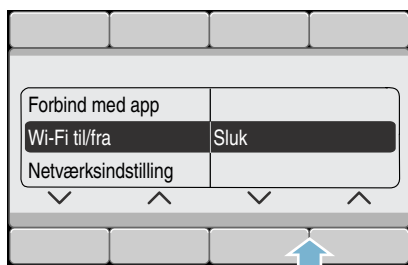 Forbind med app
Wi-Fi til/fra Sluk
Netværksindstilling